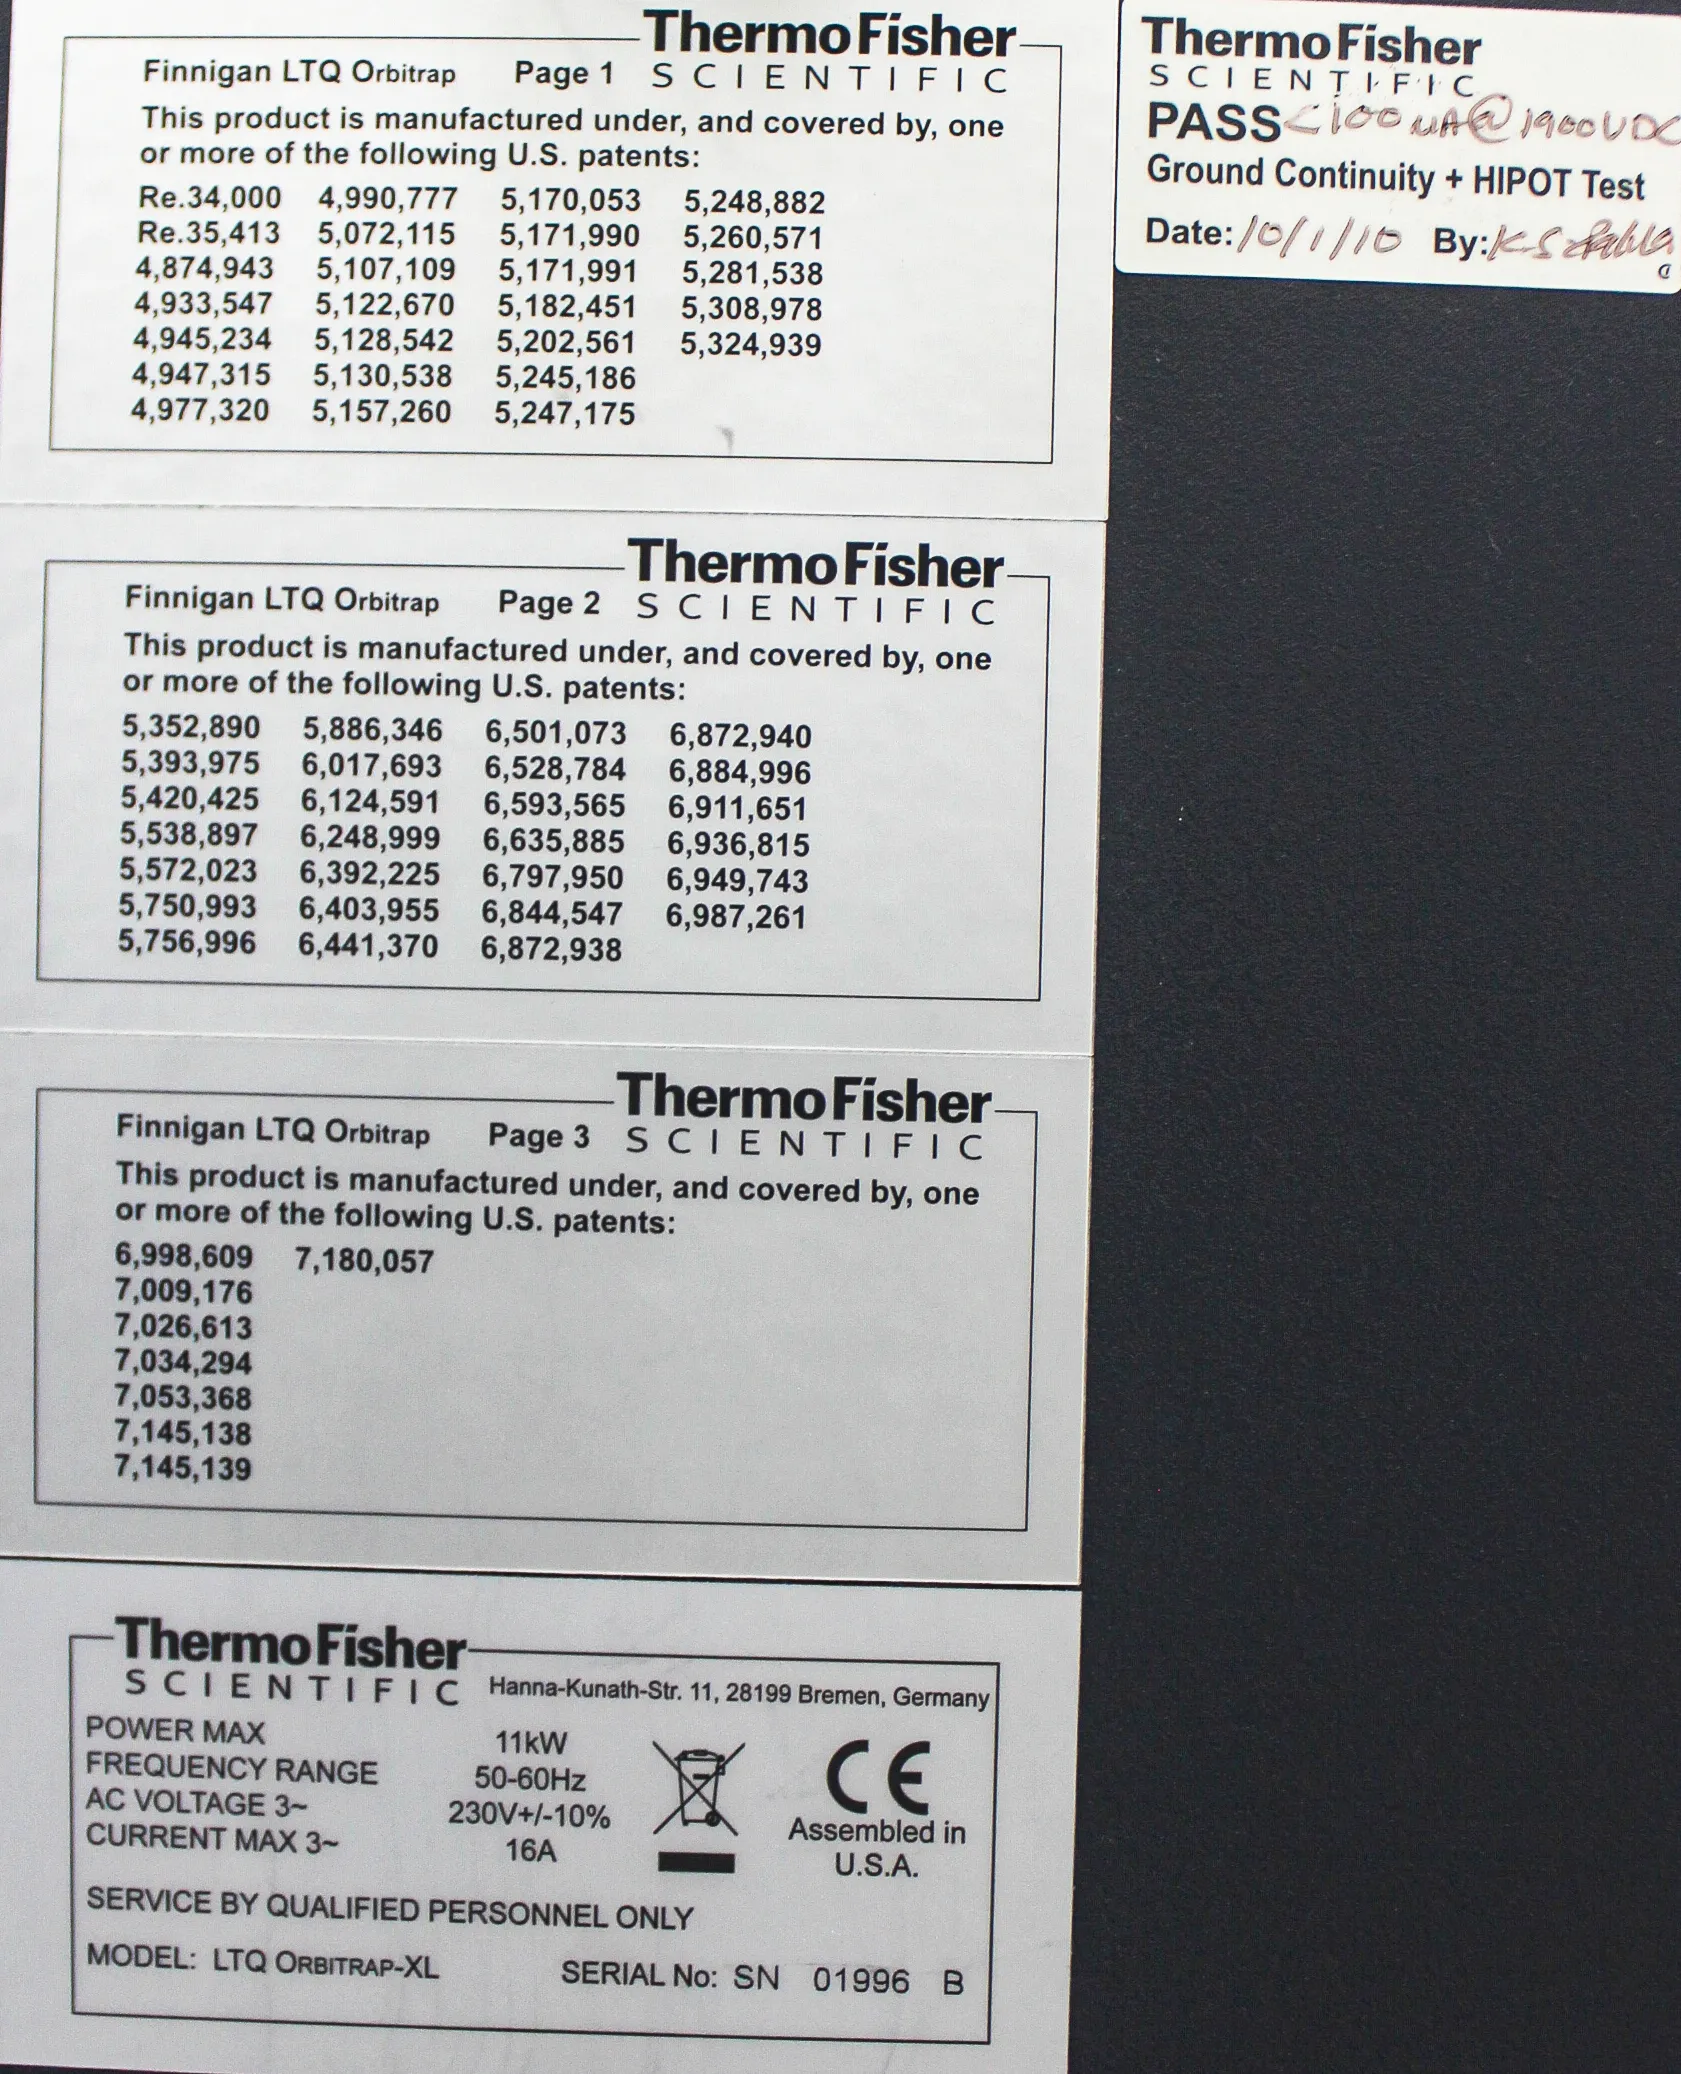 Thermo Fisher
SCIENTIFIC
Finnigan LTQ Orbitrap Page 1
This product is manufactured under, and covered by, one
or more of the following U.S. patents:
Re.34,000 4,990,777 5,170,053 5,248,882
Re.35,413 5,072,115 5,171,990 5,260,571
4,874,943 5,107,109 5,171,991 5,281,538
4,933,547 5,122,670 5,182,451 5,308,978
4,945,234 5,128,542 5,202,561 5,324,939
4,947,315 5,130,538 5,245,186
4,977,320 5,157,260 5,247,175
Thermo Fisher
SCIENTIFIC
PASS <100uA@1900VDC
Ground Continuity + HIPOT Test
Date: 10/1/10 By: KS
Thermo Fisher
SCIENTIFIC
Finnigan LTQ Orbitrap Page 2
This product is manufactured under, and covered by, one
or more of the following U.S. patents:
5,352,890 5,886,346 6,501,073 6,872,940
5,393,975 6,017,693 6,528,784 6,884,996
5,420,425 6,124,591 6,593,565 6,911,651
5,538,897 6,248,999 6,635,885 6,936,815
5,572,023 6,392,225 6,797,950 6,949,743
5,750,993 6,403,955 6,844,547 6,987,261
5,756,996 6,441,370 6,872,938
Thermo Fisher
SCIENTIFIC
Finnigan LTQ Orbitrap Page 3
This product is manufactured under, and covered by, one
or more of the following U.S. patents:
6,998,609 7,180,057
7,009,176
7,026,613
7,034,294
7,053,368
7,145,138
7,145,139
Thermo Fisher
SCIENTIFIC
Hanna-Kunath-Str. 11, 28199 Bremen, Germany
POWER MAX 11kW
FREQUENCY RANGE 50-60Hz
AC VOLTAGE 3~ 230V+/-10%
CURRENT MAX 3~ 16A
CE
Assembled in
U.S.A.
SERVICE BY QUALIFIED PERSONNEL ONLY
MODEL: LTQ ORBITRAP-XL SERIAL No: SN 01996 B